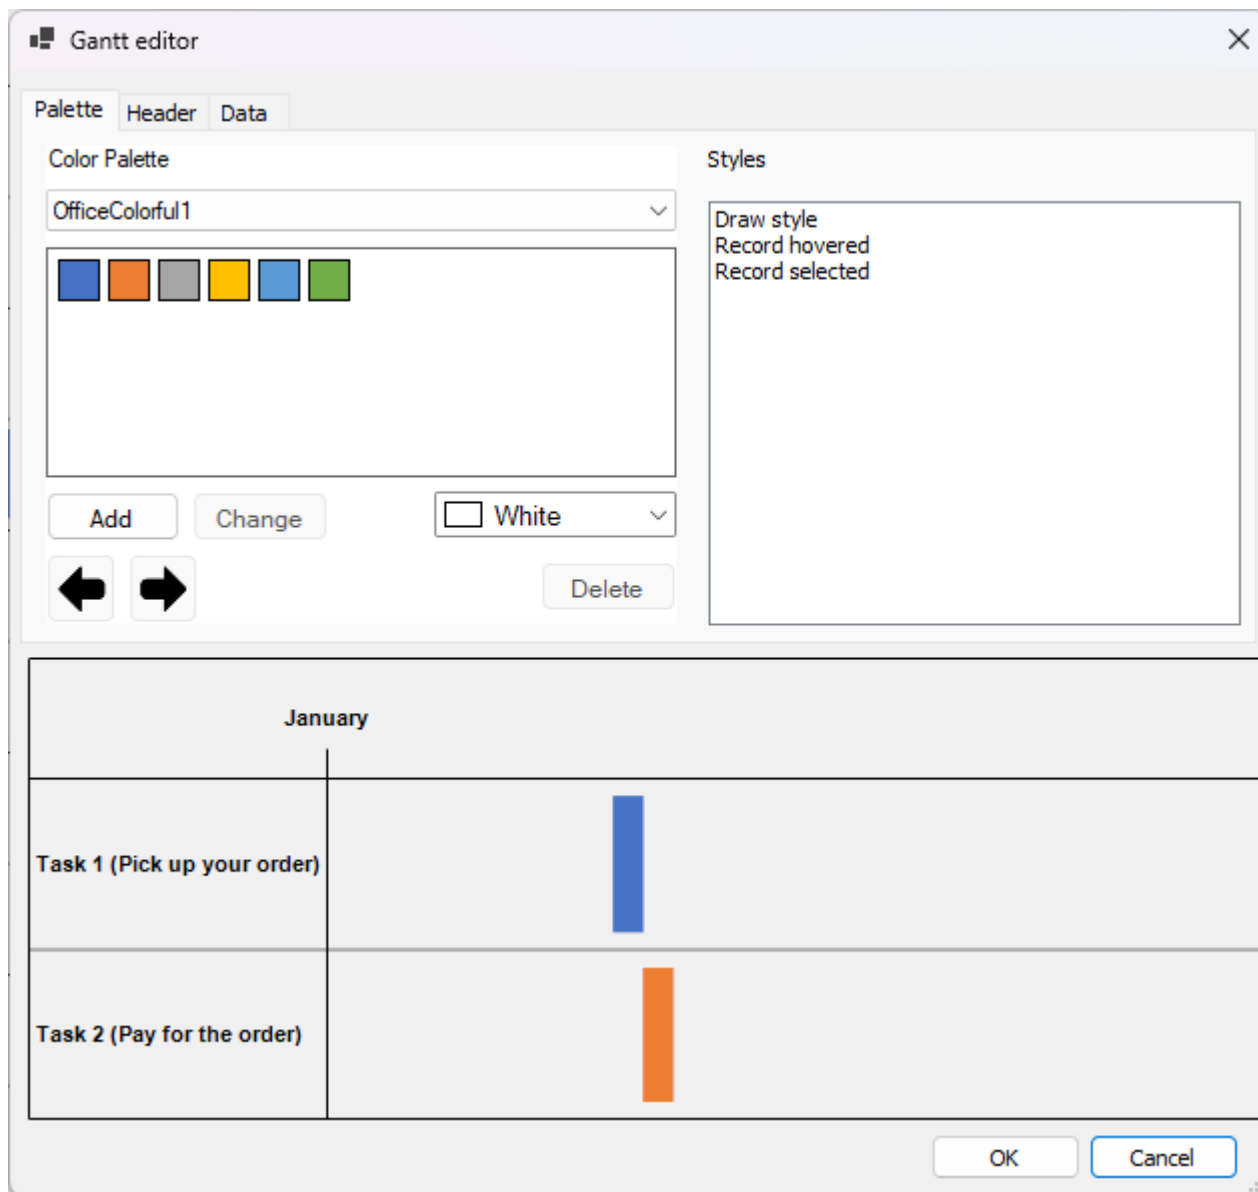 Gantt editor
Palette Header Data
Color Palette
OfficeColorful1
Add Change White
Delete
Styles
Draw style
Record hovered
Record selected
January
Task 1 (Pick up your order)
Task 2 (Pay for the order)
OK Cancel